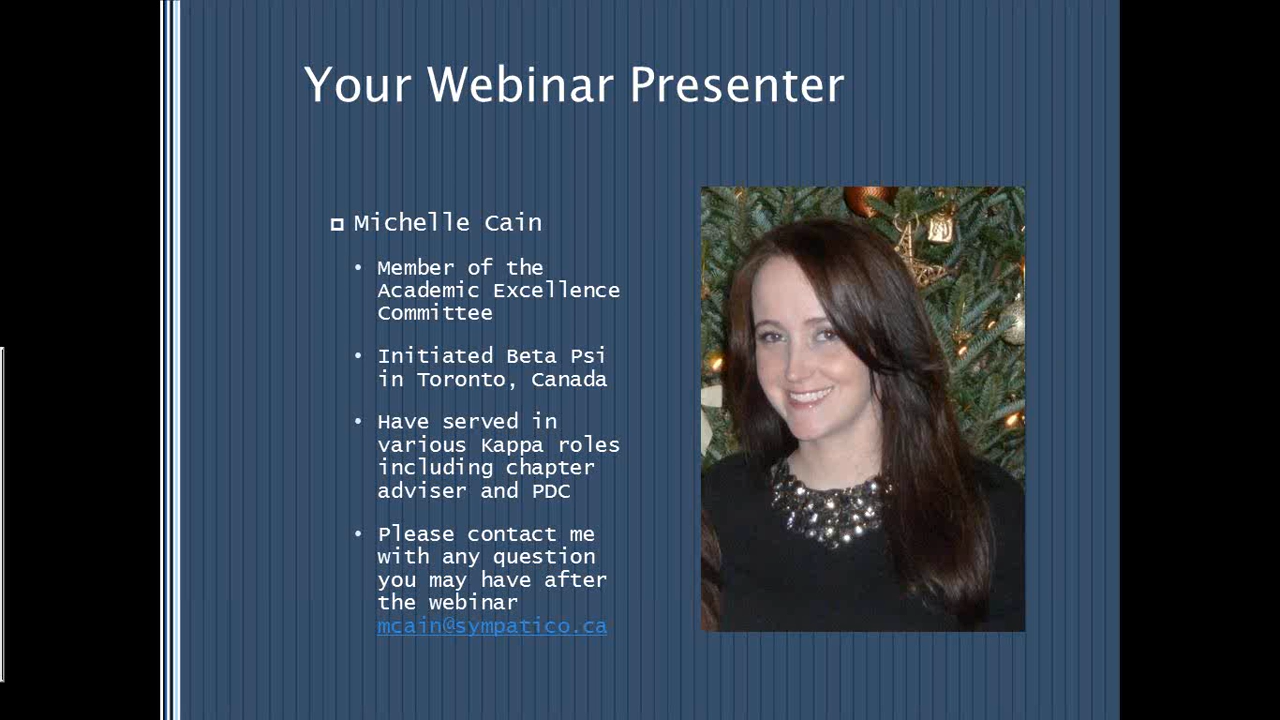 Your Webinar Presenter
Michelle Cain
• Member of the
Academic Excellence
Committee
• Initiated Beta Psi
in Toronto, Canada
• Have served in
various Kappa roles
including chapter
adviser and PDC
• Please contact me
with any question
you may have after
the webinar
mcain@sympatico.ca